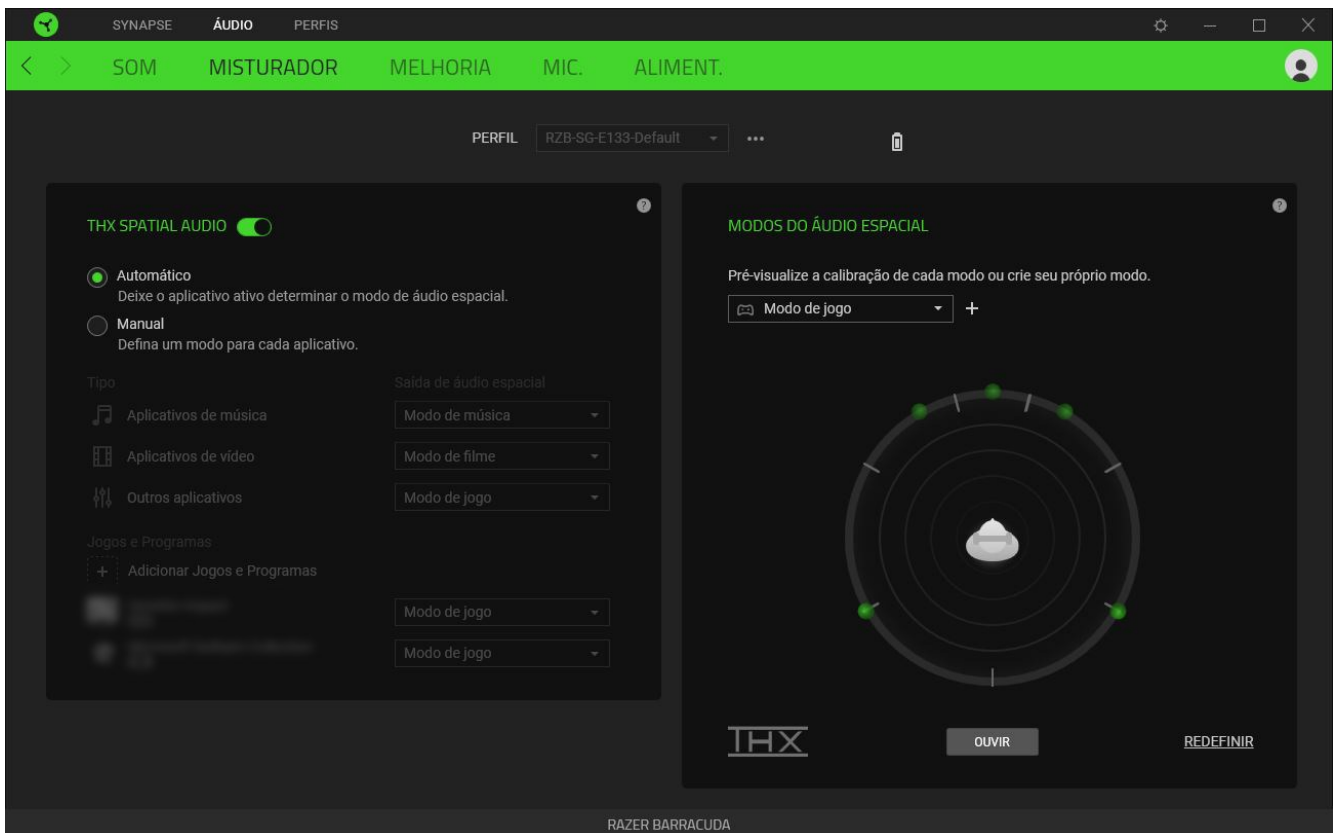 SYNAPSE ÁUDIO PERFIS
SOM MISTURADOR MELHORIA MIC. ALIMENT.
PERFIL RZB-SG-E133-Default
THX SPATIAL AUDIO
Automático
Deixe o aplicativo ativo determinar o modo de áudio espacial.
Manual
Defina um modo para cada aplicativo.
Tipo Saída de áudio espacial
Aplicativos de música Modo de música
Aplicativos de vídeo Modo de filme
Outros aplicativos Modo de jogo
Jogos e Programas
+ Adicionar Jogos e Programas
Modo de jogo
Modo de jogo
MODOS DO ÁUDIO ESPACIAL
Pré-visualize a calibração de cada modo ou crie seu próprio modo.
Modo de jogo +
THX OUVIR REDEFINIR
RAZER BARRACUDA